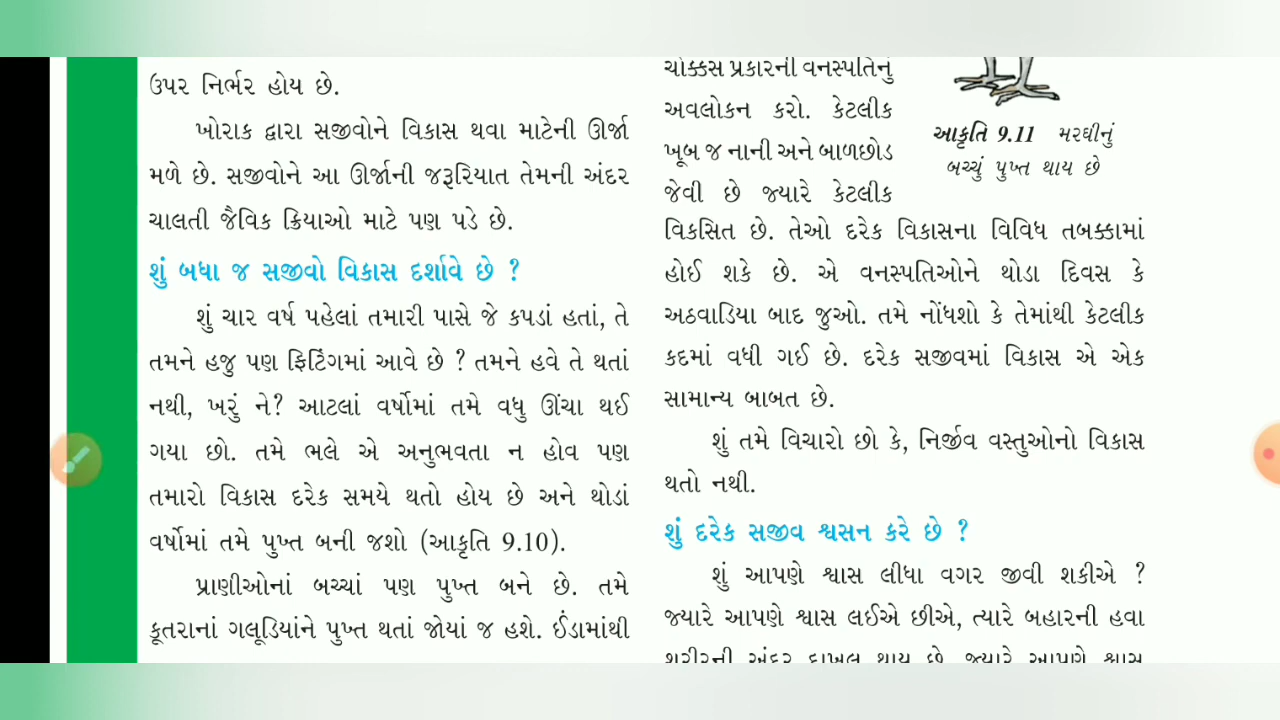 ઉપર નિર્ભર હોય છે.
ખોરાક દ્વારા સજીવોને વિકાસ થવા માટેની ઊર્જા
મળે છે. સજીવોને આ ઊર્જાની જરૂરિયાત તેમની અંદર
ચાલતી જૈવિક ક્રિયાઓ માટે પણ પડે છે.
શું બધા જ સજીવો વિકાસ દર્શાવે છે ?
શું ચાર વર્ષ પહેલાં તમારી પાસે જે કપડાં હતાં, તે
તમને હજુ પણ ફિટિંગમાં આવે છે ? તમને હવે તે થતાં
નથી, ખરું ને? આટલાં વર્ષોમાં તમે વધુ ઊંચા થઈ
ગયા છો. તમે ભલે એ અનુભવતા ન હોવ પણ
તમારો વિકાસ દરેક સમયે થતો હોય છે અને થોડાં
વર્ષોમાં તમે પુખ્ત બની જશો (આકૃતિ 9.10).
પ્રાણીઓનાં બચ્ચાં પણ પુખ્ત બને છે. તમે
કૂતરાનાં ગલૂડિયાંને પુખ્ત થતાં જોયાં જ હશે. ઈંડામાંથી
ચોક્કસ પ્રકારની વનસ્પતિનું
અવલોકન કરો. કેટલીક
ખૂબ જ નાની અને બાળછોડ
જેવી છે જ્યારે કેટલીક
આકૃતિ 9.11 મરઘીનું
બચ્ચું પુખ્ત થાય છે
વિકસિત છે. તેઓ દરેક વિકાસના વિવિધ તબક્કામાં
હોઈ શકે છે. એ વનસ્પતિઓને થોડા દિવસ કે
અઠવાડિયા બાદ જુઓ. તમે નોંધશો કે તેમાંથી કેટલીક
કદમાં વધી ગઈ છે. દરેક સજીવમાં વિકાસ એ એક
સામાન્ય બાબત છે.
શું તમે વિચારો છો કે, નિર્જીવ વસ્તુઓનો વિકાસ
થતો નથી.
શું દરેક સજીવ શ્વસન કરે છે ?
શું આપણે શ્વાસ લીધા વગર જીવી શકીએ ?
જ્યારે આપણે શ્વાસ લઈએ છીએ, ત્યારે બહારની હવા
શરીરની અંદર દાખલ થાય છે. જ્યારે આપણે શ્વાસ